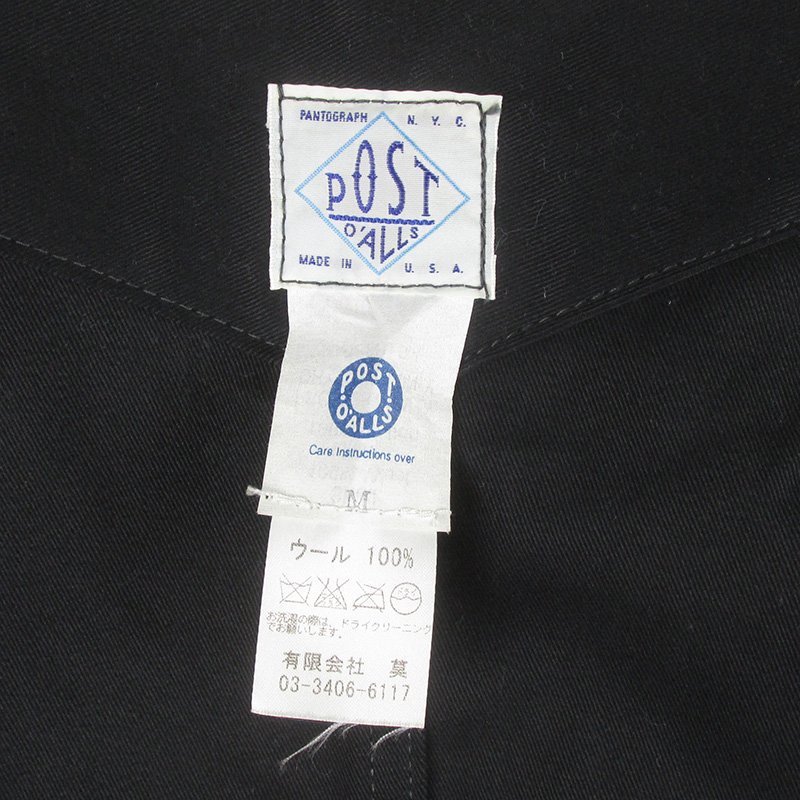 PANTOGRAPH N. Y. C.
POST
O'ALLS
MADE IN U. S. A.
POST
O'ALLS
Care Instructions over
M
ウール 100%
お洗濯の際は、ドライクリーニング
でお願いします。
有限会社 莫
03-3406-6117